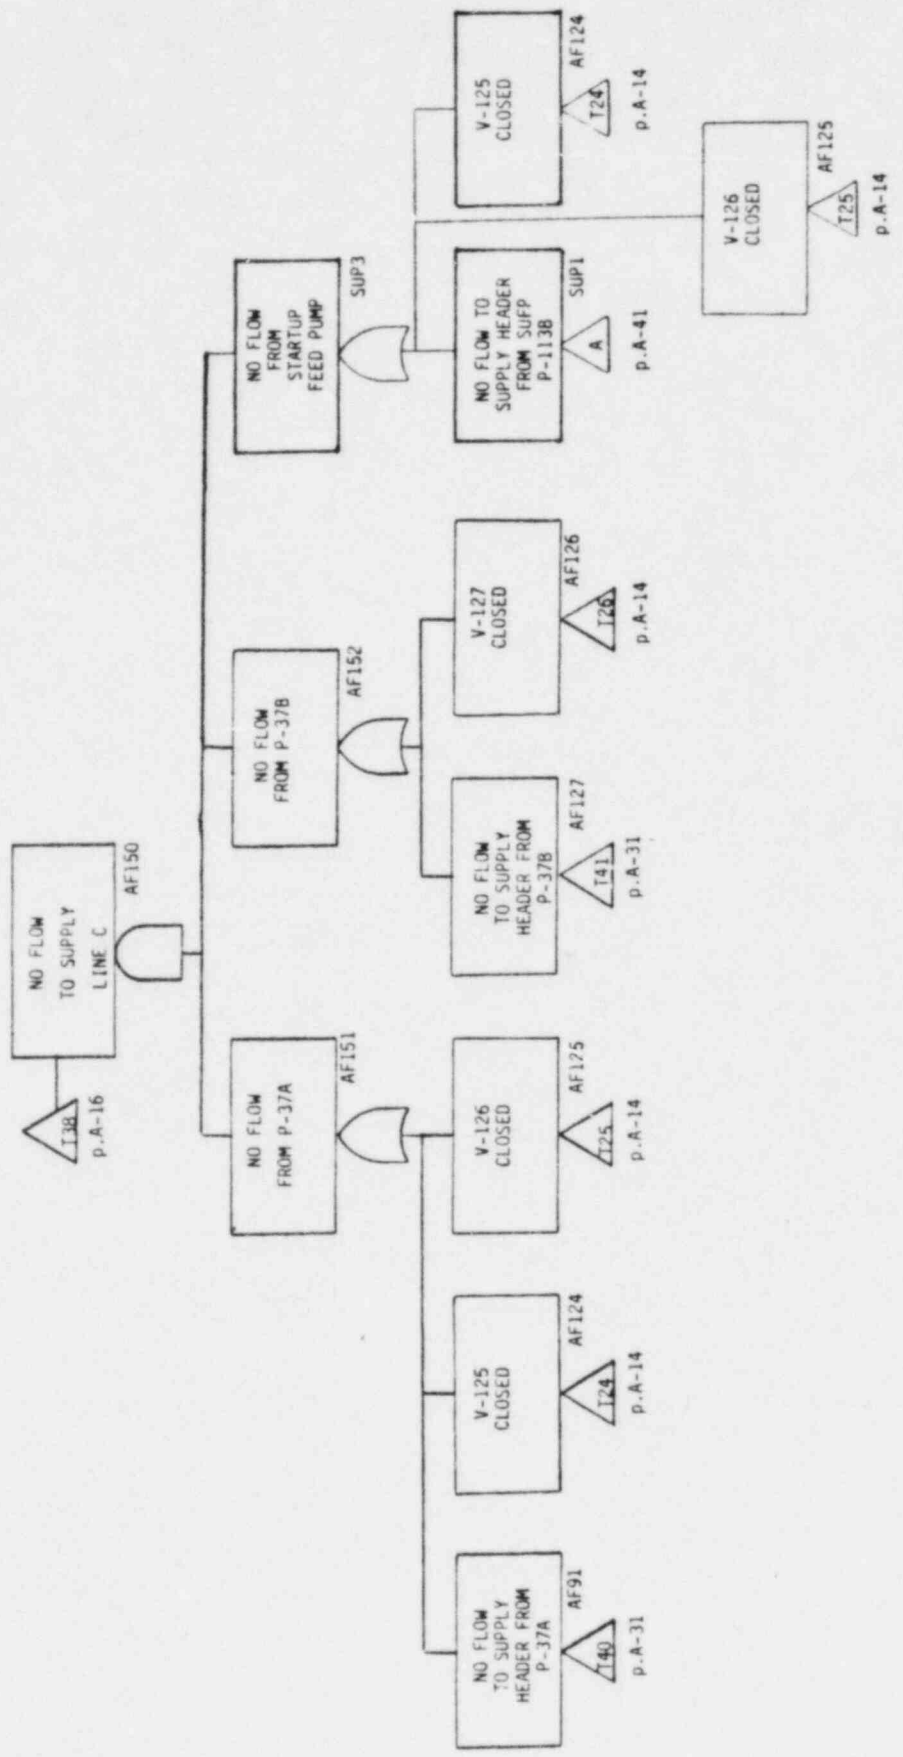 NO FLOW
TO SUPPLY
LINE C
AF150
T38
p.A-16
NO FLOW
FROM P-37A
AF151
NO FLOW
FROM P-37B
AF152
NO FLOW
FROM
STARTUP
FEED PUMP
SUP3
NO FLOW
TO SUPPLY
HEADER FROM
P-37A
AF91
T40
p.A-31
V-125
CLOSED
AF124
T24
p.A-14
V-126
CLOSED
AF125
T25
p.A-14
NO FLOW
TO SUPPLY
HEADER FROM
P-37B
AF127
T41
p.A-31
V-127
CLOSED
AF126
T26
p.A-14
NO FLOW TO
SUPPLY HEADER
FROM SUFP
P-113B
SUP1
A
p.A-41
V-125
CLOSED
AF124
T24
p.A-14
V-126
CLOSED
AF125
T25
p.A-14